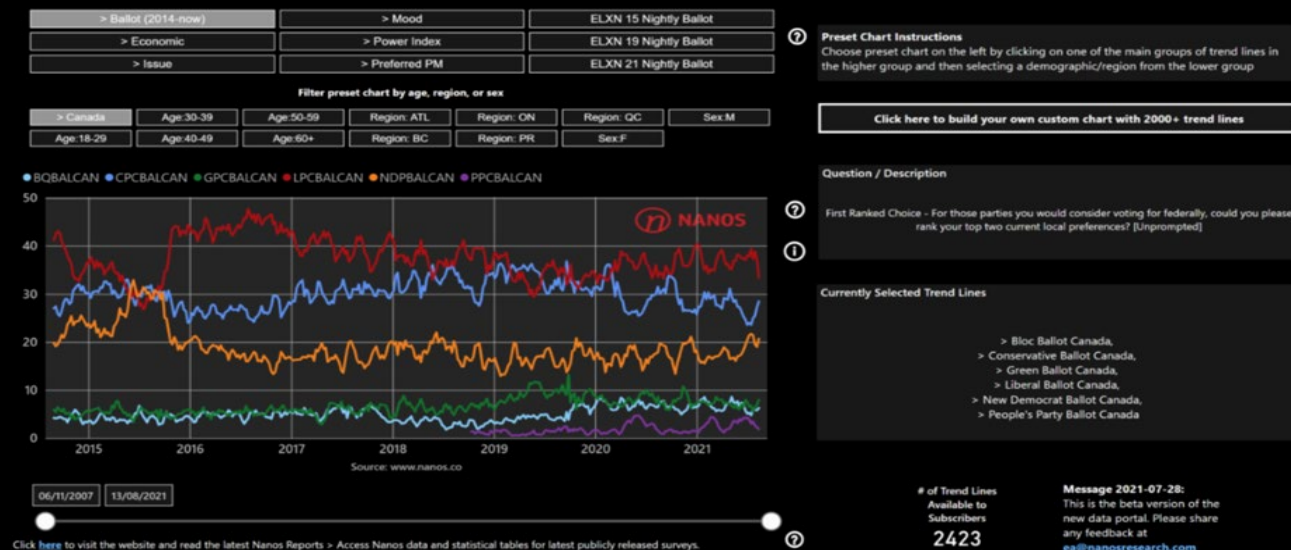 > Ballot (2014-now)
> Mood
ELXN 15 Nightly Ballot
> Economic
> Power Index
ELXN 19 Nightly Ballot
> Issue
> Preferred PM
ELXN 21 Nightly Ballot
Filter preset chart by age, region, or sex
> Canada
Age:30-39
Age:50-59
Region: ATL
Region: ON
Region: QC
Sex:M
Age:18-29
Age:40-49
Age:60+
Region: BC
Region: PR
Sex:F
BQBALCAN CPCBALCAN GPCBALCAN LPCBALCAN NDPBALCAN PPCBALCAN
50
40
30
20
10
0
n NANOS
2015 2016 2017 2018 2019 2020 2021
Source: www.nanos.co
06/11/2007
13/08/2021
Click here to visit the website and read the latest Nanos Reports > Access Nanos data and statistical tables for latest publicly released surveys.
?
Preset Chart Instructions
Choose preset chart on the left by clicking on one of the main groups of trend lines in
the higher group and then selecting a demographic/region from the lower group
Click here to build your own custom chart with 2000+ trend lines
Question / Description
?
First Ranked Choice - For those parties you would consider voting for federally, could you please
rank your top two current local preferences? [Unprompted]
i
Currently Selected Trend Lines
> Bloc Ballot Canada,
> Conservative Ballot Canada,
> Green Ballot Canada,
> Liberal Ballot Canada,
> New Democrat Ballot Canada,
> People's Party Ballot Canada
# of Trend Lines
Available to
Subscribers
2423
?
Message 2021-07-28:
This is the beta version of the
new data portal. Please share
any feedback at
ea@nanosresearch.com